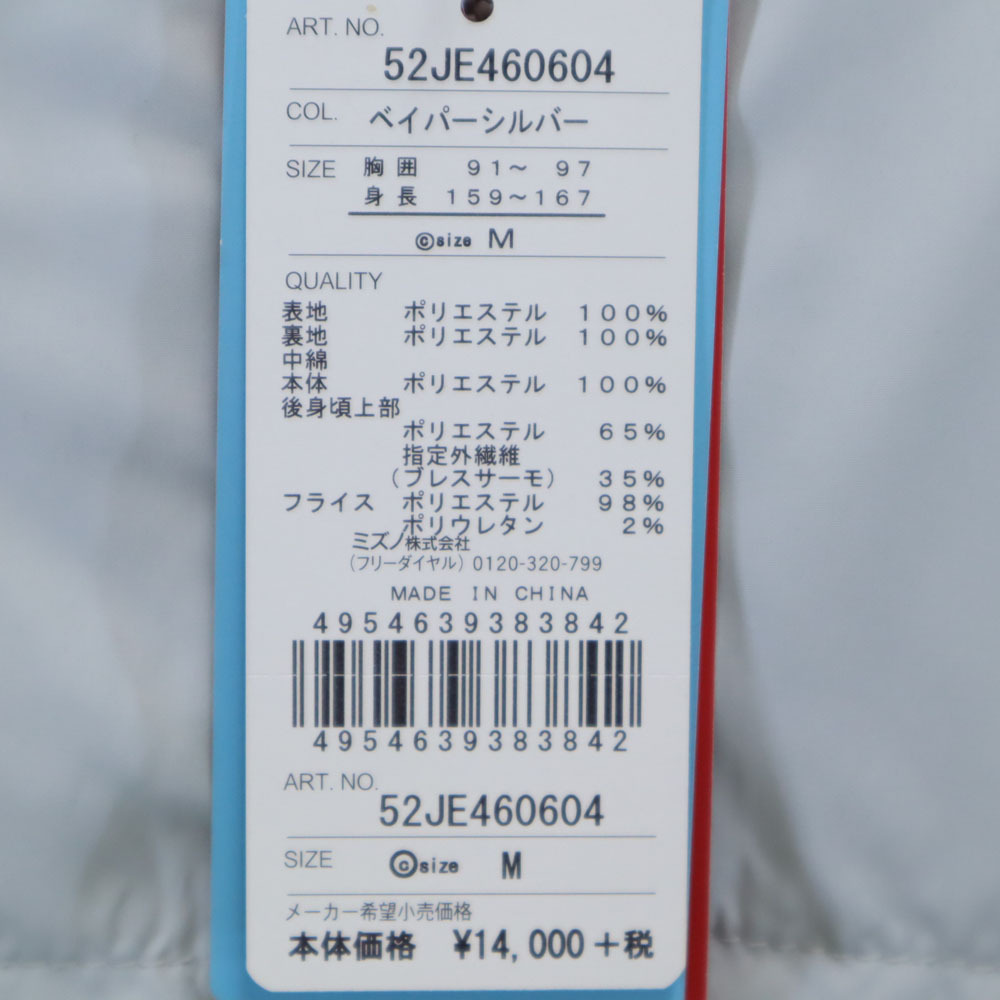 ART. NO.
52JE460604
COL. ベイパーシルバー
SIZE 胸囲 91～ 97
身長 159～167
©size M
QUALITY
表地 ポリエステル 100%
裏地 ポリエステル 100%
中綿
本体 ポリエステル 100%
後身頃上部
ポリエステル 65%
指定外繊維
（ブレスサーモ） 35%
フライス ポリエステル 98%
ポリウレタン 2%
ミズノ株式会社
（フリーダイヤル）0120-320-799
MADE IN CHINA
4954639383842
4954639383842
ART. NO.
52JE460604
SIZE ©size M
メーカー希望小売価格
本体価格 ¥14,000＋税